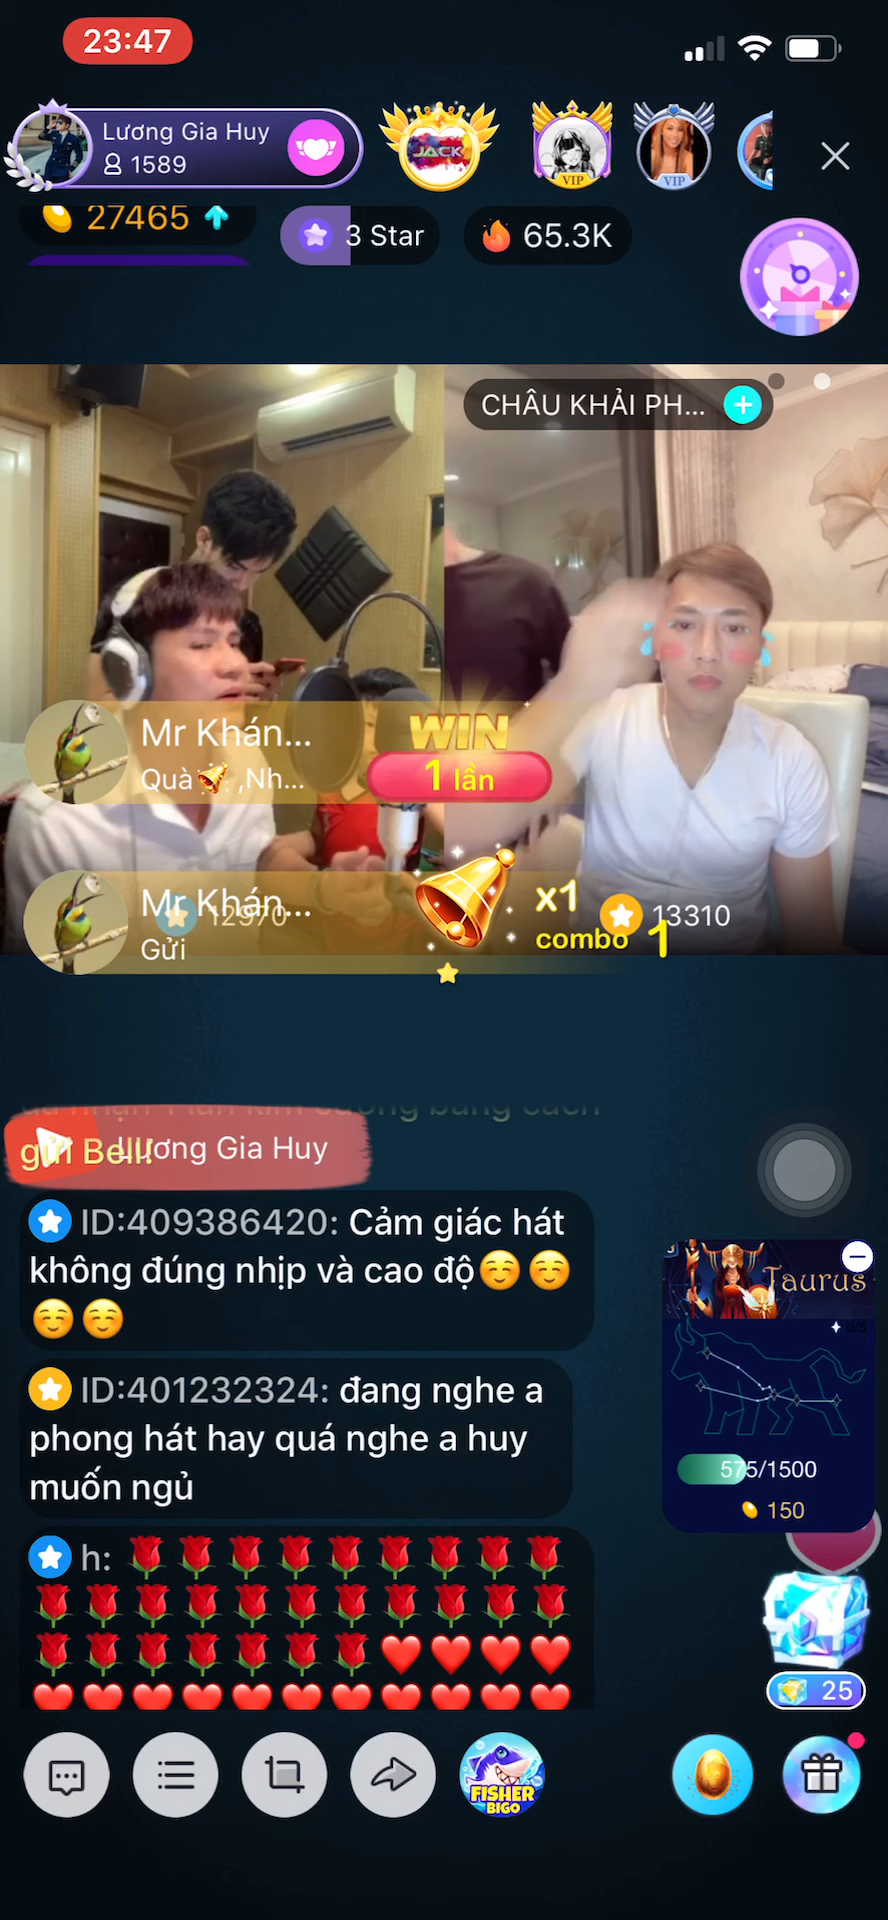 23:47
Lương Gia Huy
1589
JACK
VIP
VIP
27465
3 Star
65.3K
CHÂU KHẢI PH...
Mr Khán...
Quà ,Nh...
WIN
1 lần
Mr Khán...
Gửi
12970
x1
combo 1
13310
gửi Bell!
Lương Gia Huy
ID:409386420: Cảm giác hát
không đúng nhịp và cao độ☺️☺️
☺️☺️
ID:401232324: đang nghe a
phong hát hay quá nghe a huy
muốn ngủ
h: 🌹🌹🌹🌹🌹🌹🌹🌹🌹
🌹🌹🌹🌹🌹🌹🌹🌹🌹🌹🌹
🌹🌹🌹🌹🌹🌹🌹❤️❤️❤️❤️
❤️❤️❤️❤️❤️❤️❤️❤️❤️❤️❤️
Taurus
0/5
575/1500
150
25
FISHER
BIGO